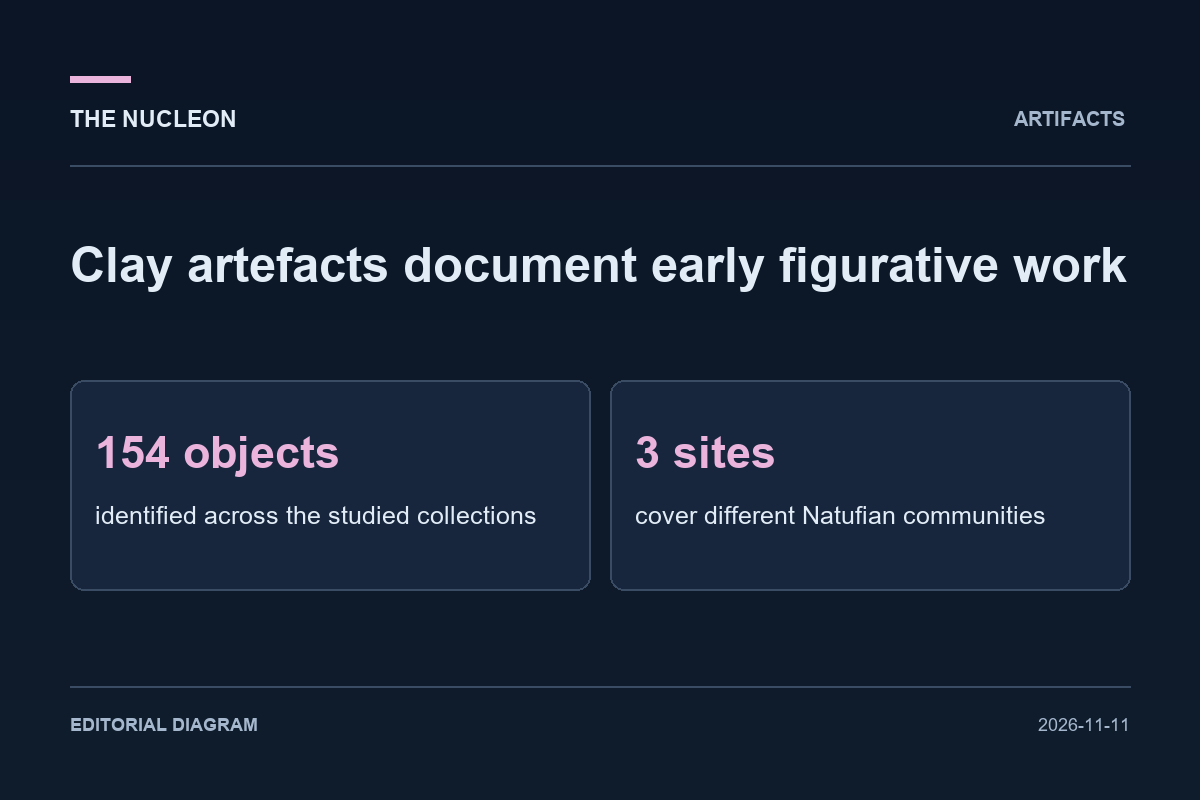 THE NUCLEON
ARTIFACTS
Clay artefacts document early figurative work
154 objects
identified across the studied collections
3 sites
cover different Natufian communities
EDITORIAL DIAGRAM
2026-11-11